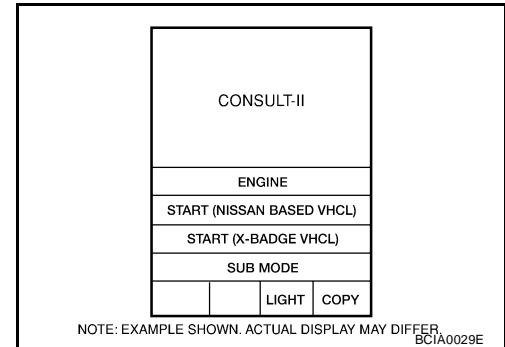 CONSULT-II
ENGINE
START (NISSAN BASED VHCL)
START (X-BADGE VHCL)
SUB MODE
LIGHT COPY
NOTE: EXAMPLE SHOWN. ACTUAL DISPLAY MAY DIFFER.
BCIA0029E